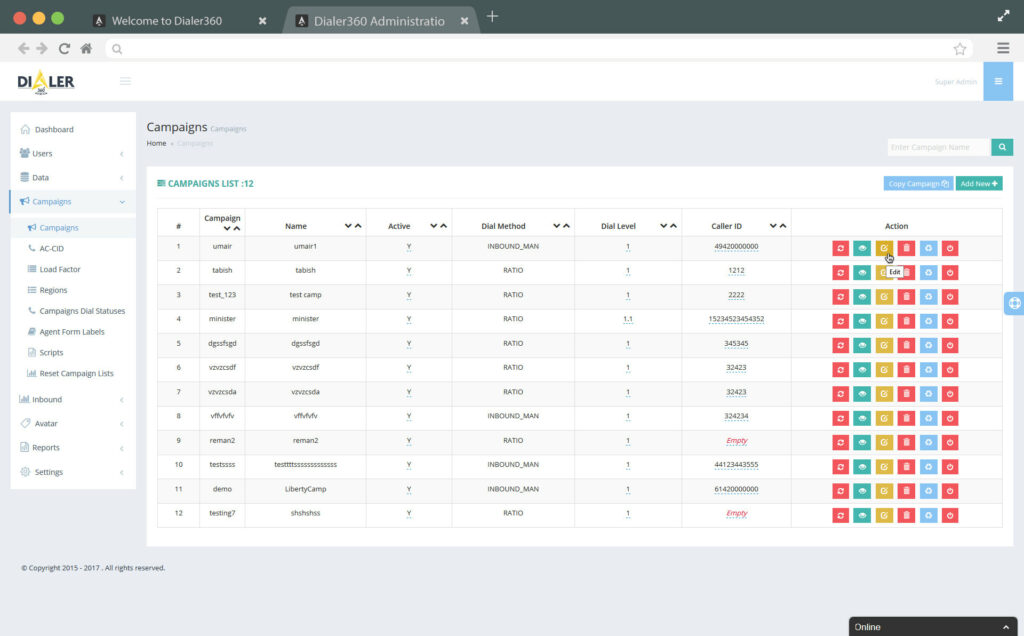 Welcome to Dialer360
Dialer360 Administratio
DIALER
360
Super Admin
Dashboard
Users
Data
Campaigns
Campaigns
AC-CID
Load Factor
Regions
Campaigns Dial Statuses
Agent Form Labels
Scripts
Reset Campaign Lists
Inbound
Avatar
Reports
Settings
Campaigns Campaigns
Home • Campaigns
Enter Campaign Name
CAMPAIGNS LIST :12
Copy Campaign
Add New +
# Campaign Name Active Dial Method Dial Level Caller ID Action
1 umair umair1 Y INBOUND_MAN 1 49420000000
Edit
2 tabish tabish Y RATIO 1 1212
3 test_123 test camp Y RATIO 1 2222
4 minister minister Y RATIO 1.1 15234523454352
5 dgssfsgd dgssfsgd Y RATIO 1 345345
6 vzvzcsdf vzvzcsdf Y RATIO 1 32423
7 vzvzcsda vzvzcsda Y RATIO 1 32423
8 vffvfvfv vffvfvfv Y INBOUND_MAN 1 324234
9 reman2 reman2 Y RATIO 1 Empty
10 testssss testtttsssssssssssss Y INBOUND_MAN 1 44123443555
11 demo LibertyCamp Y INBOUND_MAN 1 61420000000
12 testing7 shshshss Y RATIO 1 Empty
© Copyright 2015 - 2017 . All rights reserved.
Online